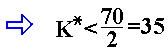 ⇨ K* < 70/2 = 35